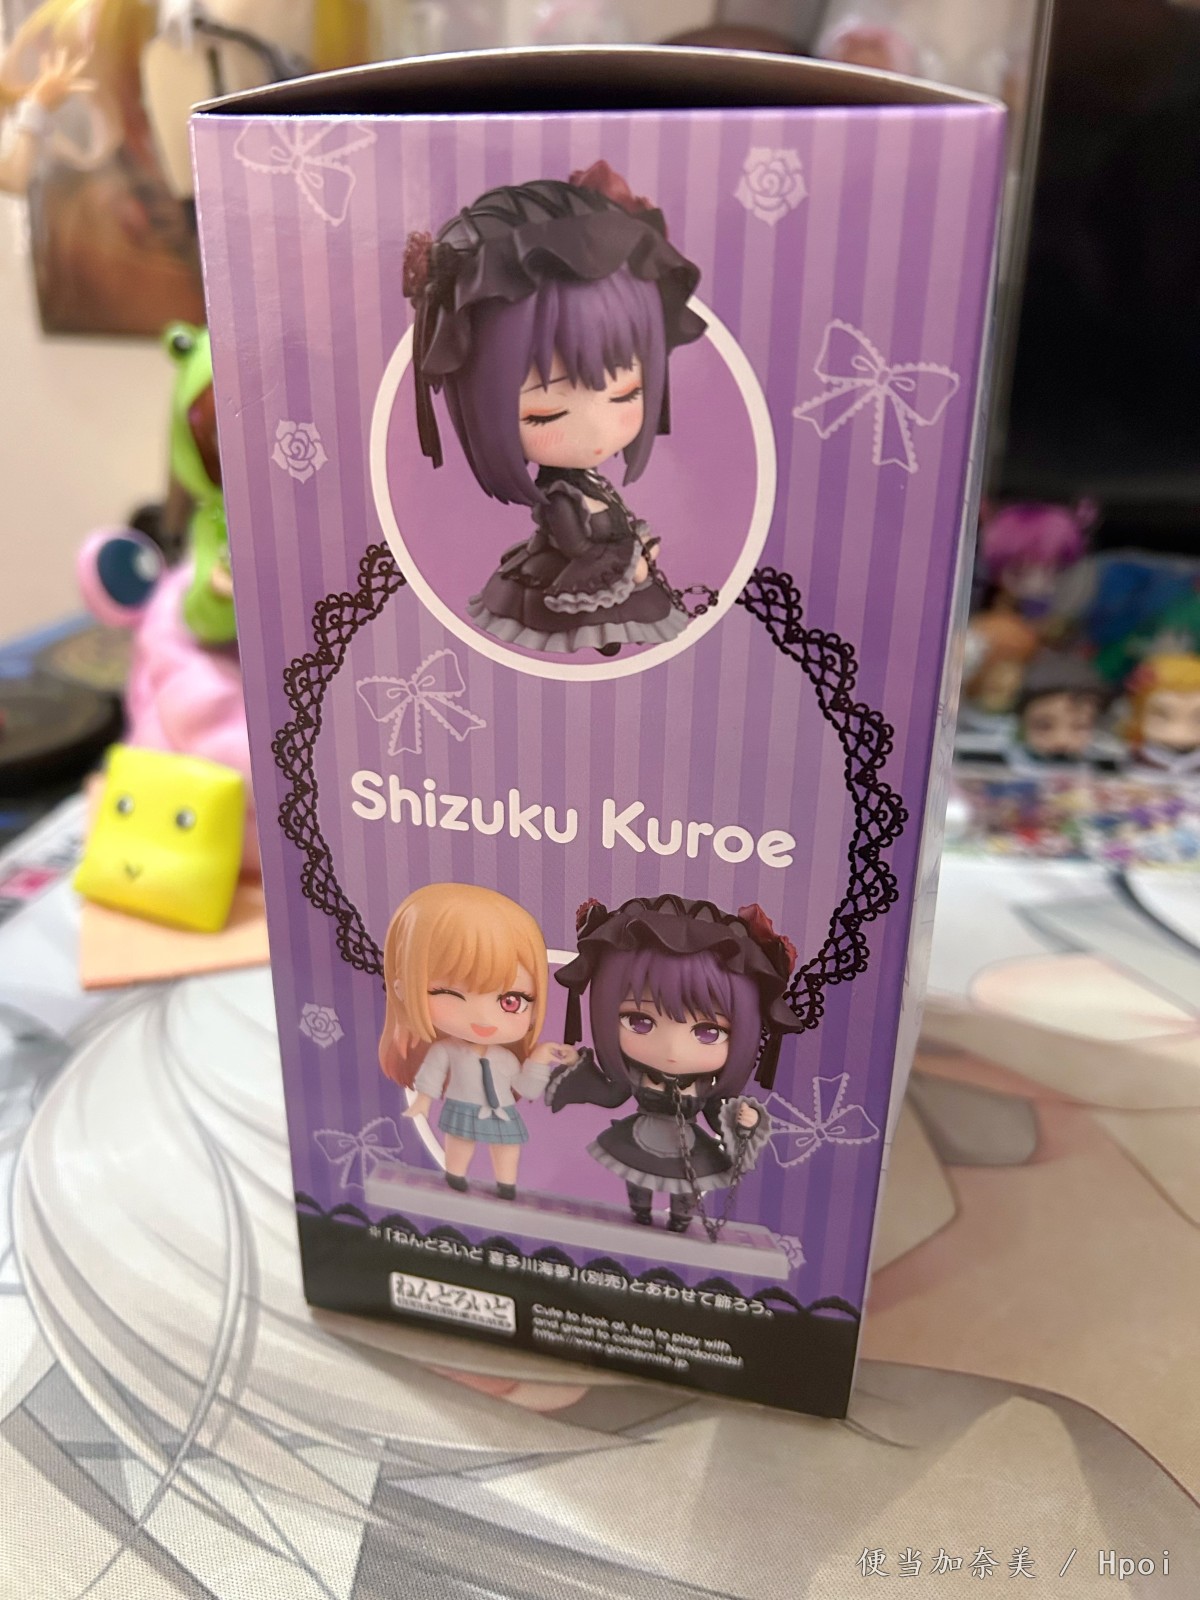 Shizuku Kuroe
※「ねんどろいど 喜多川海夢」(別売)とあわせて飾ろう。
ねんどろいど
Cute to look at, fun to play with
and great to collect - Nendoroids!
https://www.goodsmile.jp
便当加奈美 / Hpoi